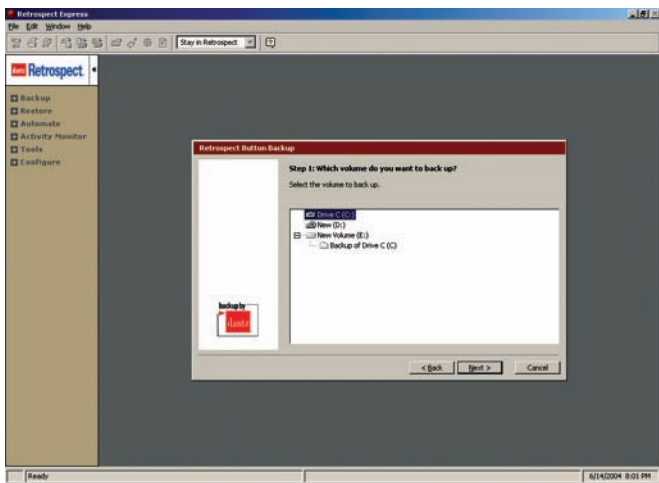 Retrospect Express
File Edit Window Help
Stay in Retrospect
dantz Retrospect.
Backup
Restore
Automate
Activity Monitor
Tools
Configure
Retrospect Button Backup
Step 1: Which volume do you want to back up?
Select the volume to back up.
Drive C (C:)
New (D:)
New Volume (E:)
Backup of Drive C (C)
backup by
dantz
< Back
Next >
Cancel
Ready
6/14/2004 8:01 PM